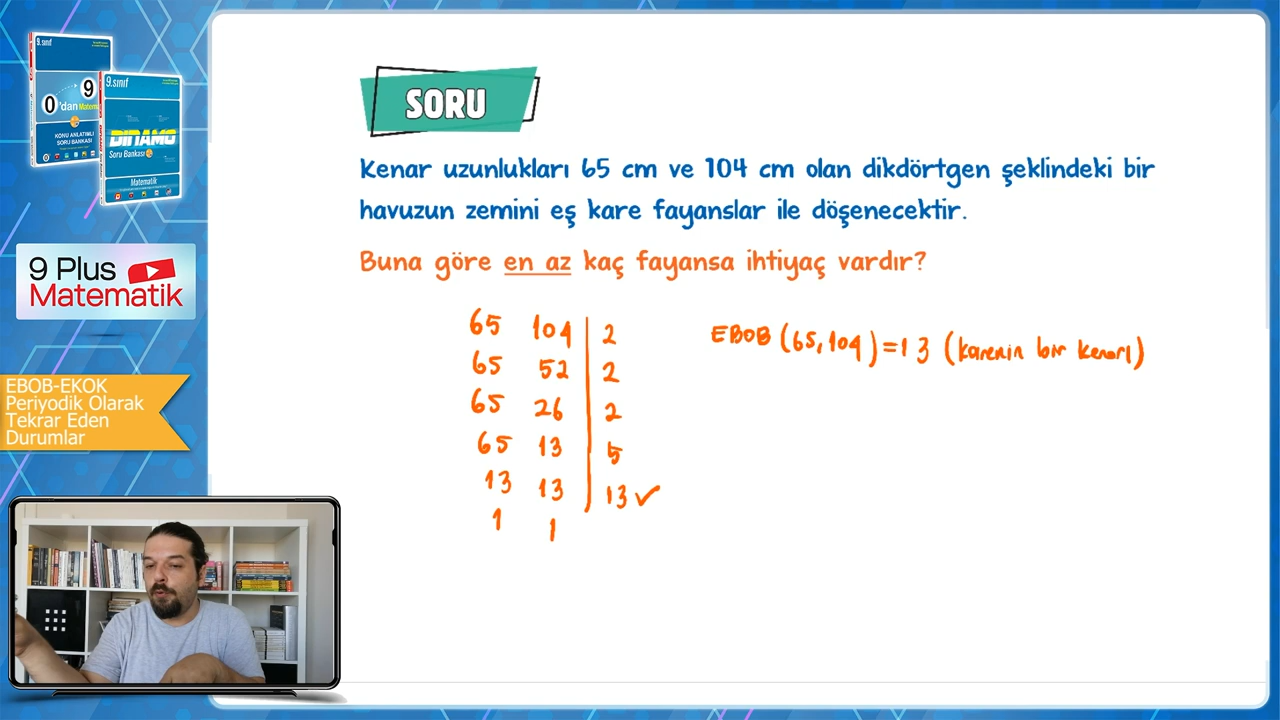 9.sınıf
0'dan 9
Matem
KONU ANLATIMLI
SORU BANKASI
9.sınıf
DINAMO
Soru Bankası
Matematik
9 Plus
Matematik
EBOB-EKOK
Periyodik Olarak
Tekrar Eden
Durumlar
SORU
Kenar uzunlukları 65 cm ve 104 cm olan dikdörtgen şeklindeki bir
havuzun zemini eş kare fayanslar ile döşenecektir.
Buna göre en az kaç fayansa ihtiyaç vardır?
65 104 2
65 52 2
65 26 2
65 13 5
13 13 13 ✓
1 1
EBOB (65,104) = 13 (karenin bir kenarı)